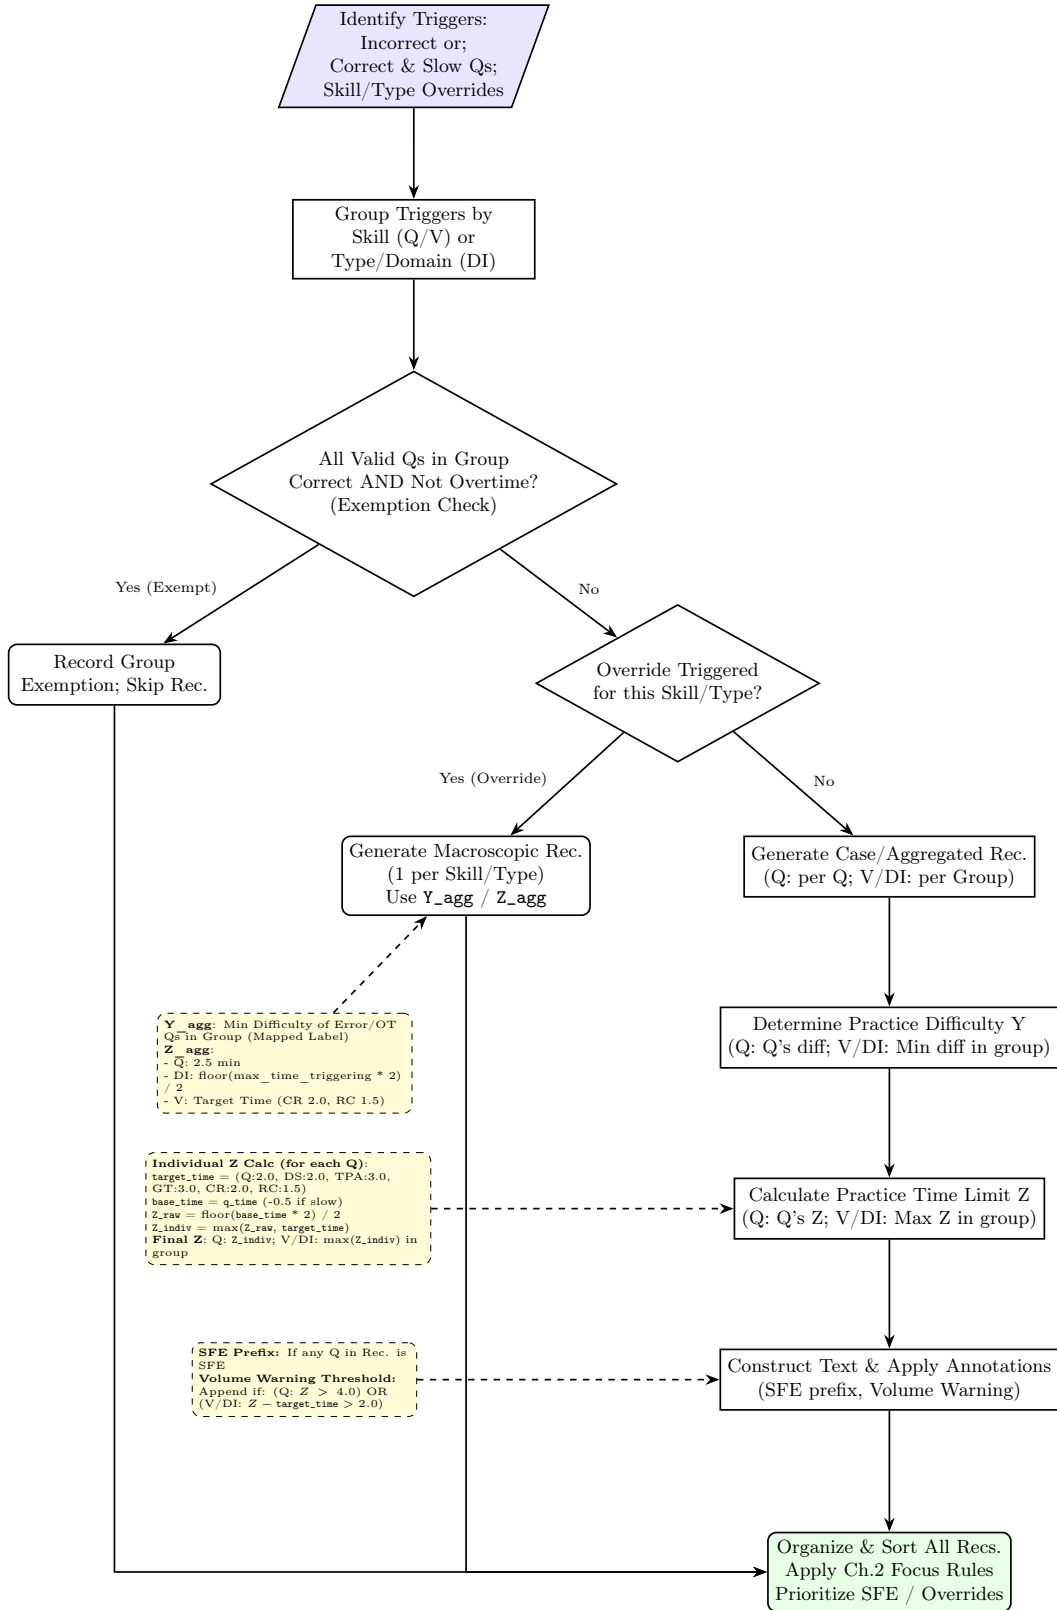 Identify Triggers:
Incorrect or;
Correct & Slow Qs;
Skill/Type Overrides
Group Triggers by
Skill (Q/V) or
Type/Domain (DI)
All Valid Qs in Group
Correct AND Not Overtime?
(Exemption Check)
Yes (Exempt)
No
Record Group
Exemption; Skip Rec.
Override Triggered
for this Skill/Type?
Yes (Override)
No
Generate Macroscopic Rec.
(1 per Skill/Type)
Use Y_agg / Z_agg
Generate Case/Aggregated Rec.
(Q: per Q; V/DI: per Group)
Y_agg: Min Difficulty of Error/OT
Qs in Group (Mapped Label)
Z_agg:
- Q: 2.5 min
- DI: floor(max_time_triggering * 2)
/ 2
- V: Target Time (CR 2.0, RC 1.5)
Determine Practice Difficulty Y
(Q: Q's diff; V/DI: Min diff in group)
Individual Z Calc (for each Q):
target_time = (Q:2.0, DS:2.0, TPA:3.0,
GT:3.0, CR:2.0, RC:1.5)
base_time = q_time (-0.5 if slow)
Z_raw = floor(base_time * 2) / 2
Z_indiv = max(Z_raw, target_time)
Final Z: Q: Z_indiv; V/DI: max(Z_indiv) in
group
Calculate Practice Time Limit Z
(Q: Q's Z; V/DI: Max Z in group)
SFE Prefix: If any Q in Rec. is
SFE
Volume Warning Threshold:
Append if: (Q: Z > 4.0) OR
(V/DI: Z − target_time > 2.0)
Construct Text & Apply Annotations
(SFE prefix, Volume Warning)
Organize & Sort All Recs.
Apply Ch.2 Focus Rules
Prioritize SFE / Overrides